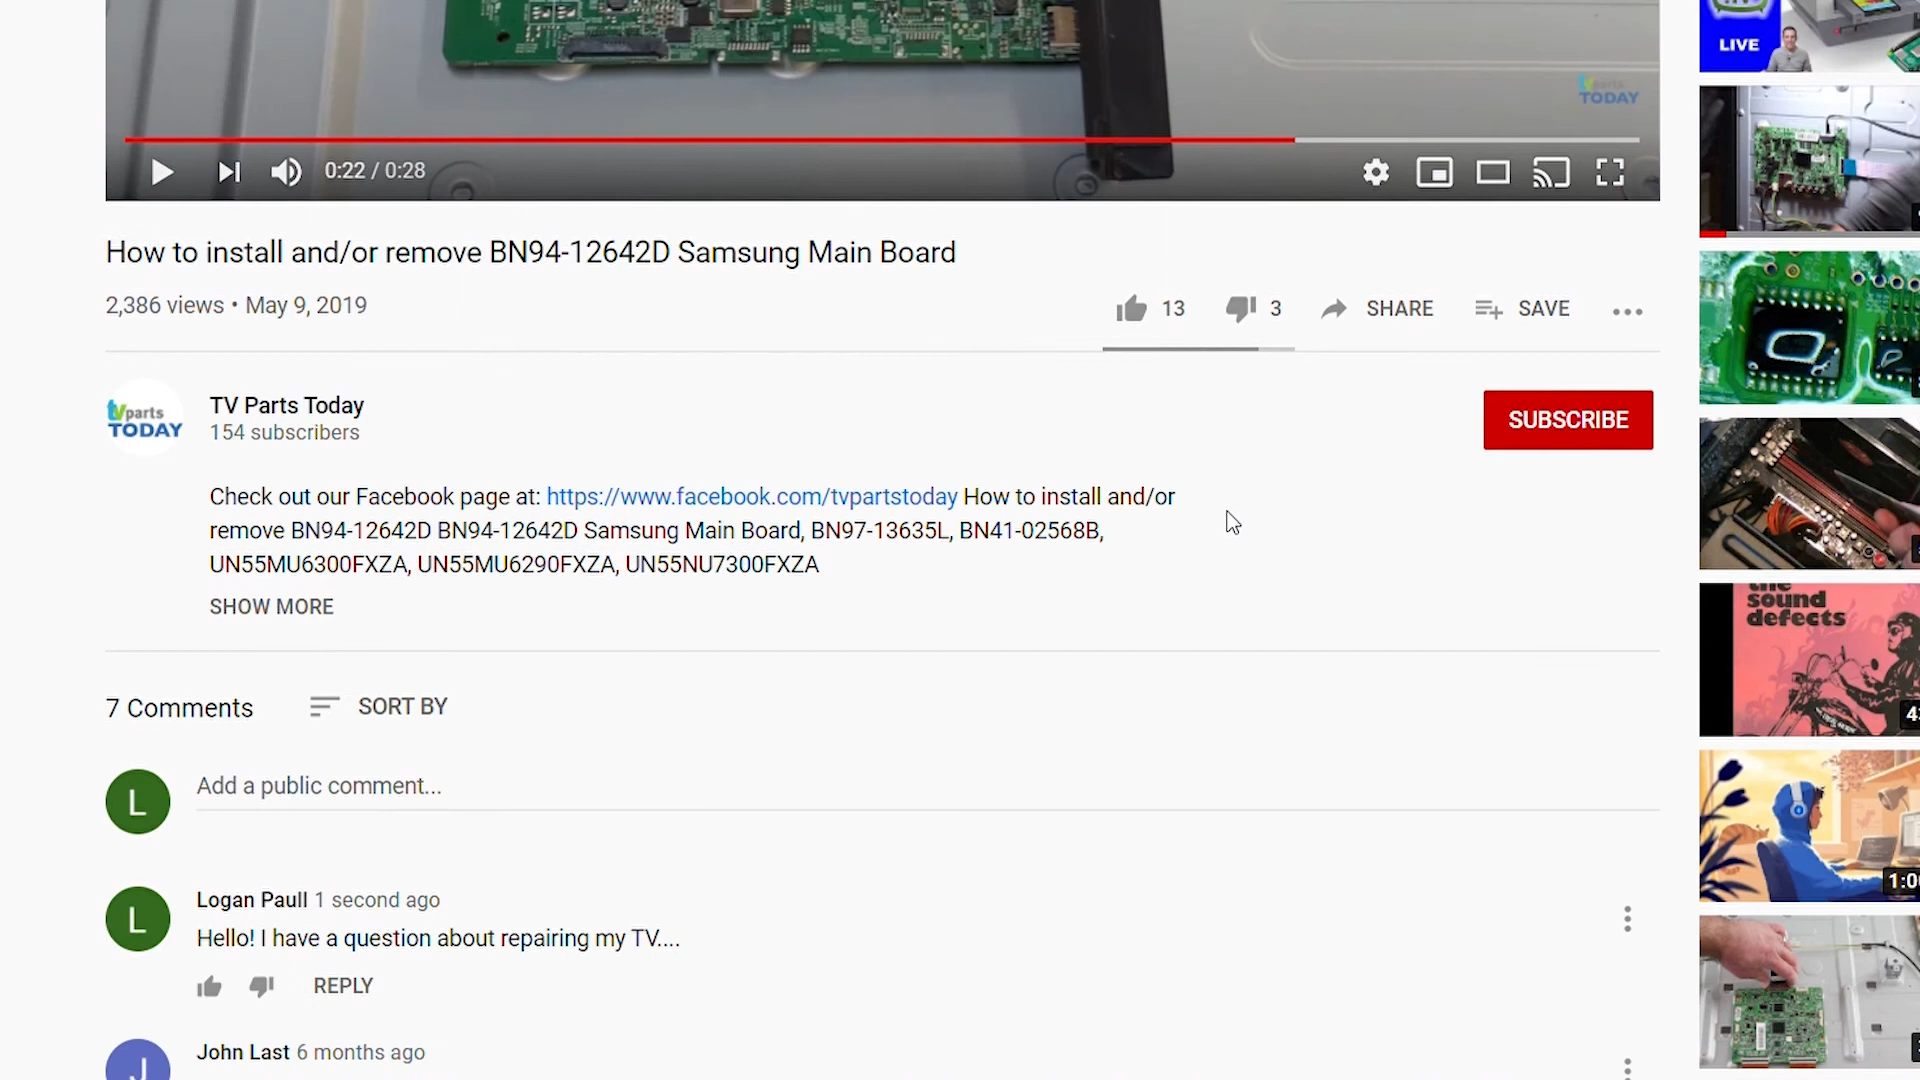 LIVE
TODAY
0:22 / 0:28
How to install and/or remove BN94-12642D Samsung Main Board
2,386 views • May 9, 2019
13
3
SHARE
SAVE
tvparts
TODAY
TV Parts Today
154 subscribers
SUBSCRIBE
Check out our Facebook page at: https://www.facebook.com/tvpartstoday How to install and/or
remove BN94-12642D BN94-12642D Samsung Main Board, BN97-13635L, BN41-02568B,
UN55MU6300FXZA, UN55MU6290FXZA, UN55NU7300FXZA
SHOW MORE
the
sound
defects
7 Comments
SORT BY
L
Add a public comment...
L
Logan Paull 1 second ago
Hello! I have a question about repairing my TV....
REPLY
J
John Last 6 months ago